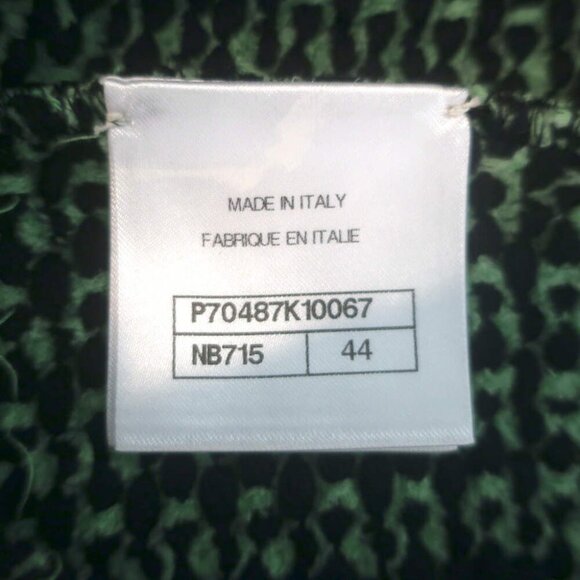 MADE IN ITALY
FABRIQUE EN ITALIE
P70487K10067
NB715 44